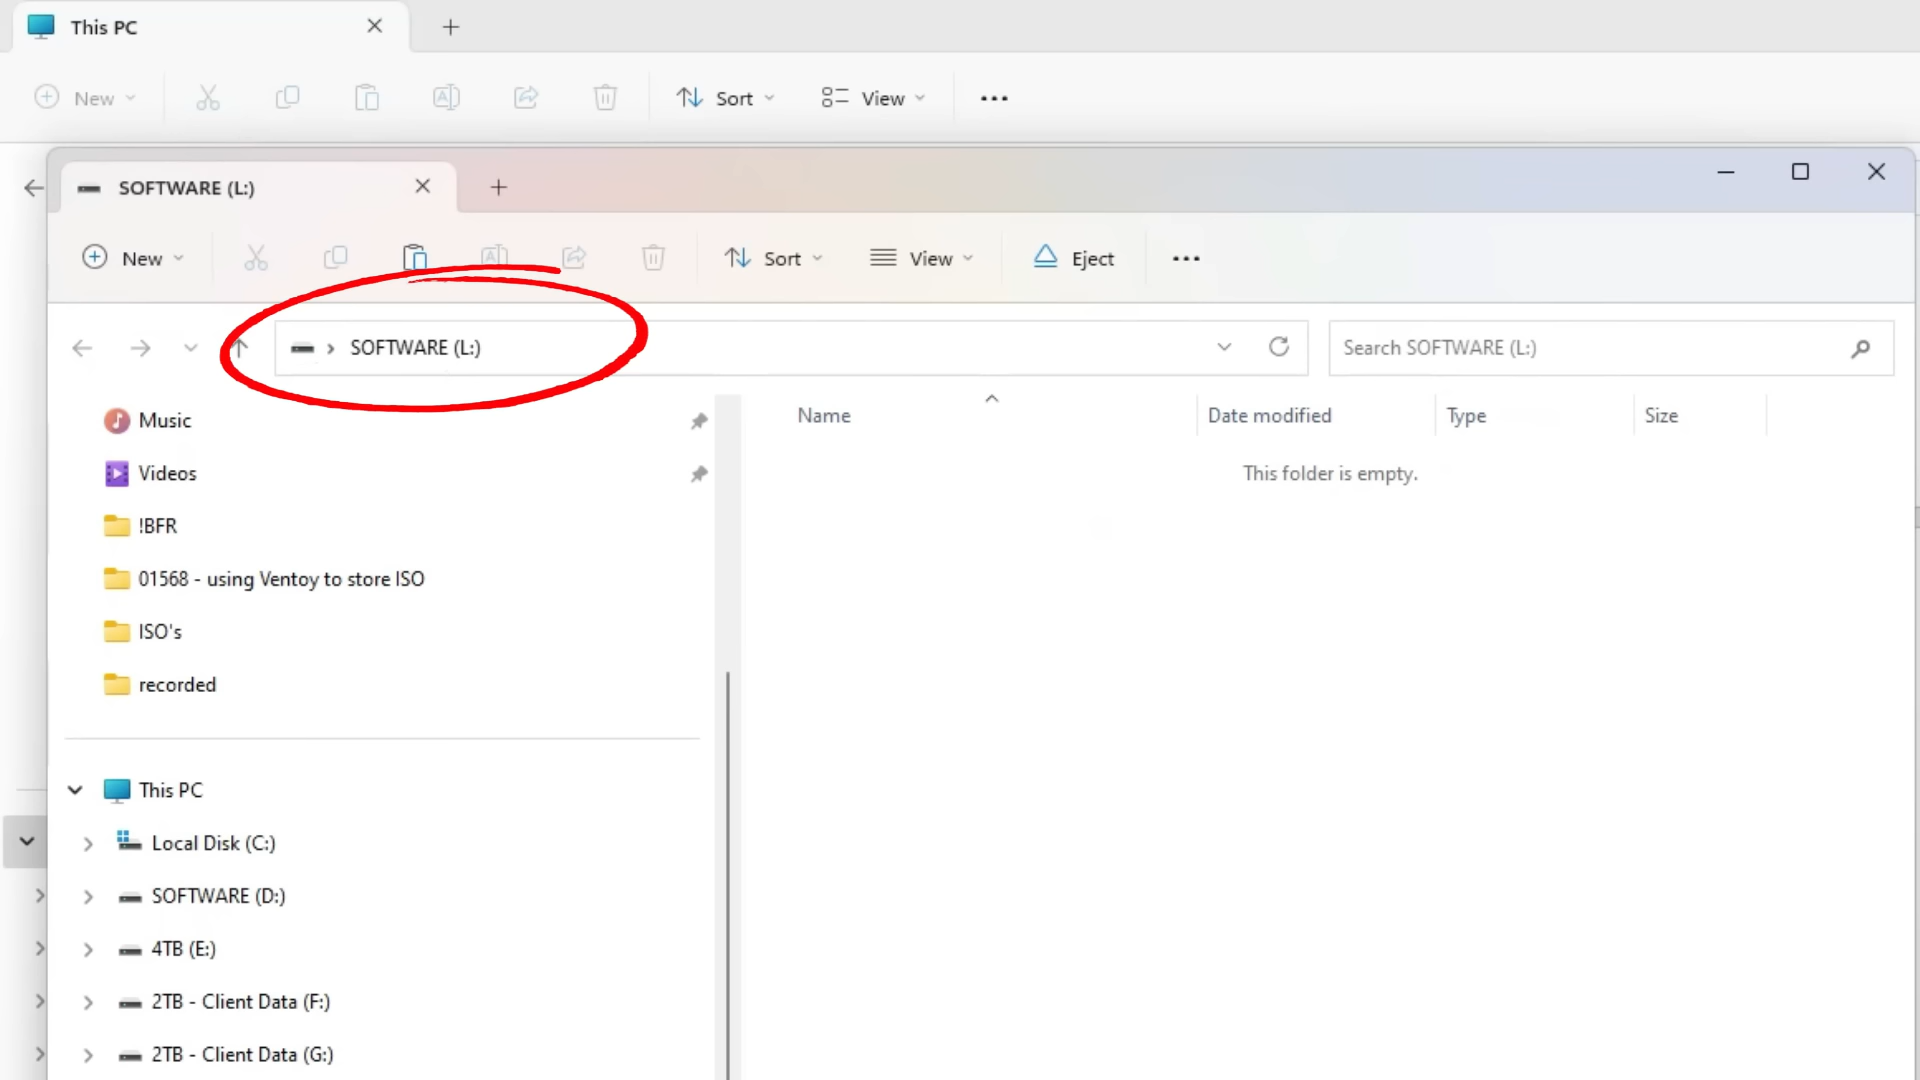 This PC
New
Sort
View
SOFTWARE (L:)
New
Sort
View
Eject
SOFTWARE (L:)
Search SOFTWARE (L:)
Music
Videos
!BFR
01568 - using Ventoy to store ISO
ISO's
recorded
This PC
Local Disk (C:)
SOFTWARE (D:)
4TB (E:)
2TB - Client Data (F:)
2TB - Client Data (G:)
Name
Date modified
Type
Size
This folder is empty.